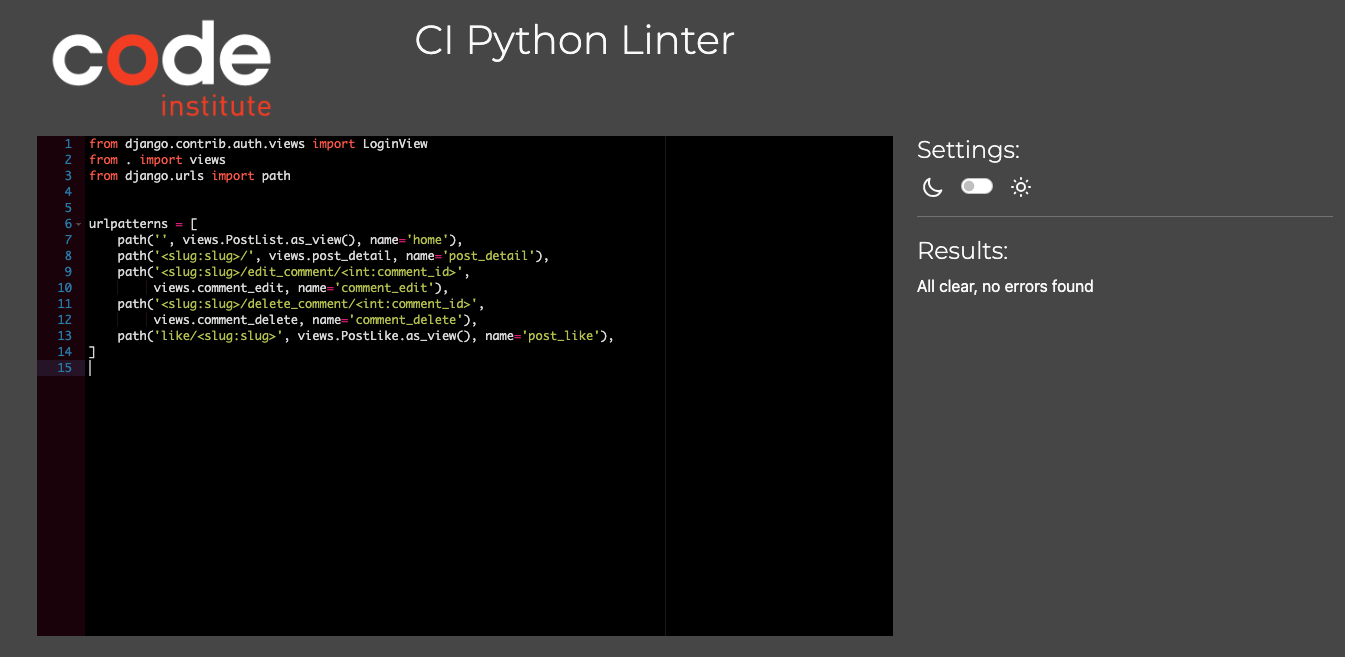 code
institute
CI Python Linter
1 from django.contrib.auth.views import LoginView
2 from . import views
3 from django.urls import path
4
5
6 urlpatterns = [
7     path('', views.PostList.as_view(), name='home'),
8     path('<slug:slug>/', views.post_detail, name='post_detail'),
9     path('<slug:slug>/edit_comment/<int:comment_id>',
10          views.comment_edit, name='comment_edit'),
11     path('<slug:slug>/delete_comment/<int:comment_id>',
12          views.comment_delete, name='comment_delete'),
13     path('like/<slug:slug>', views.PostLike.as_view(), name='post_like'),
14 ]
15
Settings:
Results:
All clear, no errors found